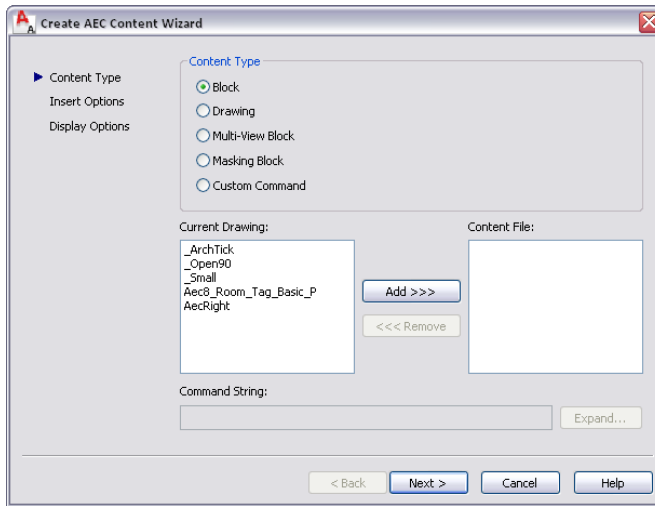 Create AEC Content Wizard
Content Type
Insert Options
Display Options
Content Type
Block
Drawing
Multi-View Block
Masking Block
Custom Command
Current Drawing:
Content File:
_ArchTick
_Open90
_Small
Aec8_Room_Tag_Basic_P
AecRight
Add >>>
<<< Remove
Command String:
Expand...
< Back
Next >
Cancel
Help